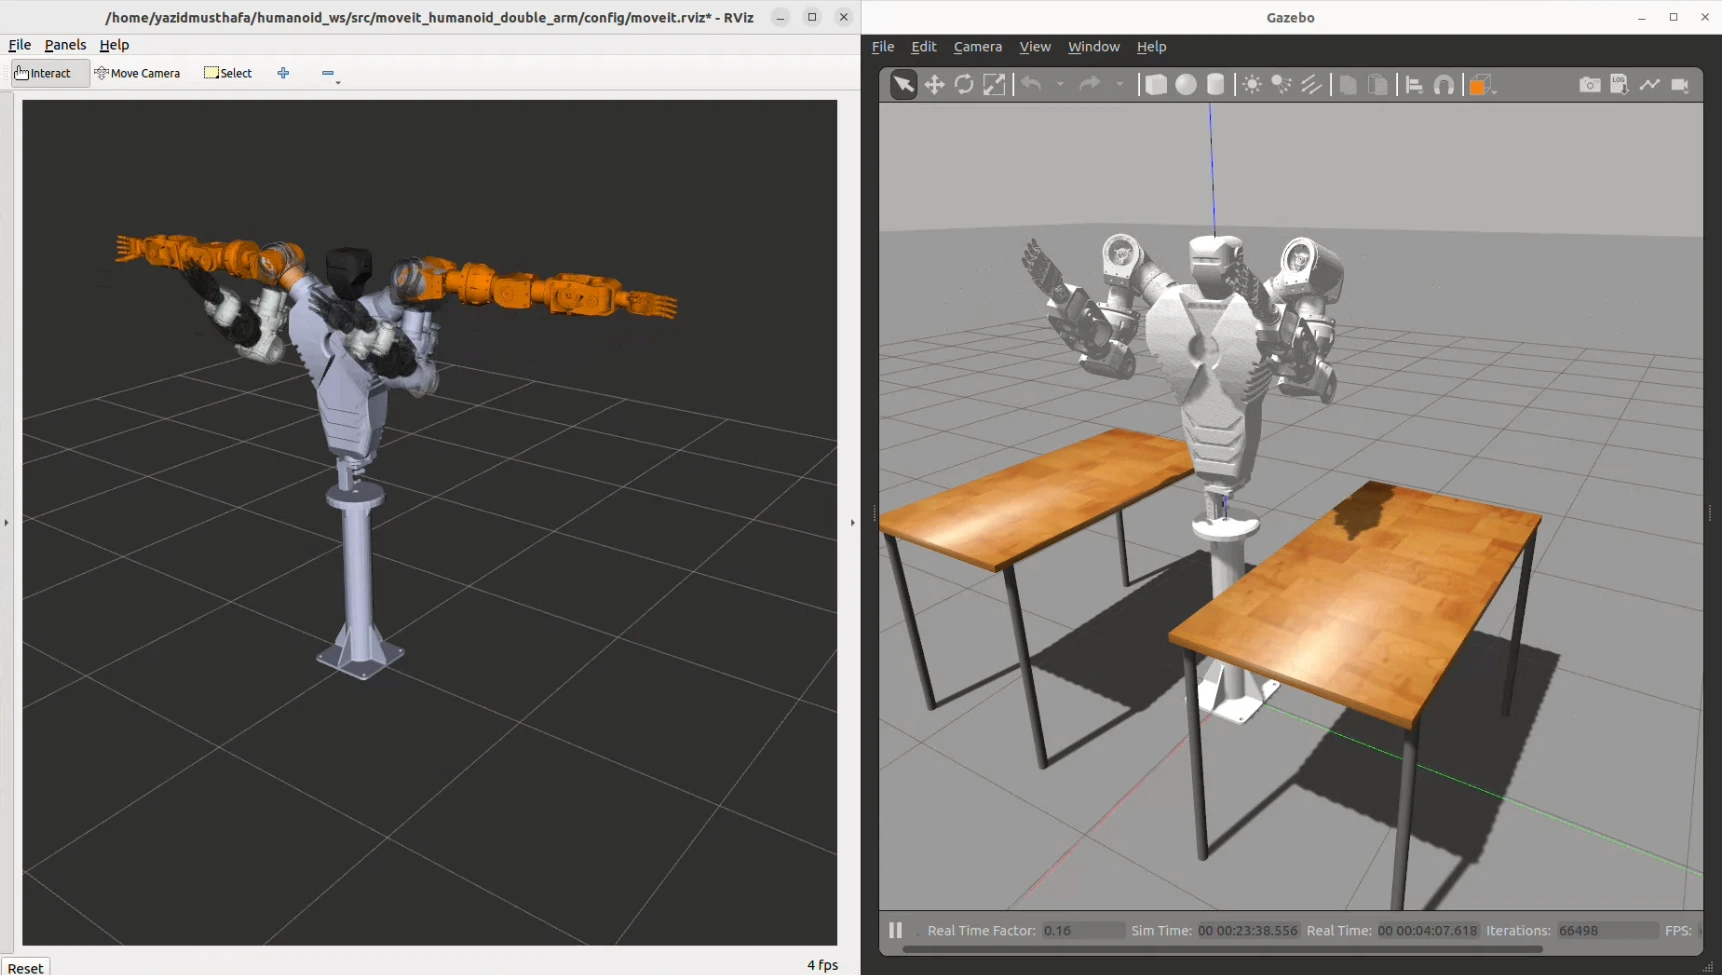 /home/yazidmusthafa/humanoid_ws/src/moveit_humanoid_double_arm/config/moveit.rviz* - RViz
File Panels Help
Interact Move Camera Select
Reset
4 fps
Gazebo
File Edit Camera View Window Help
LOG
Real Time Factor: 0.16 Sim Time: 00 00:23:38.556 Real Time: 00 00:04:07.618 Iterations: 66498 FPS: